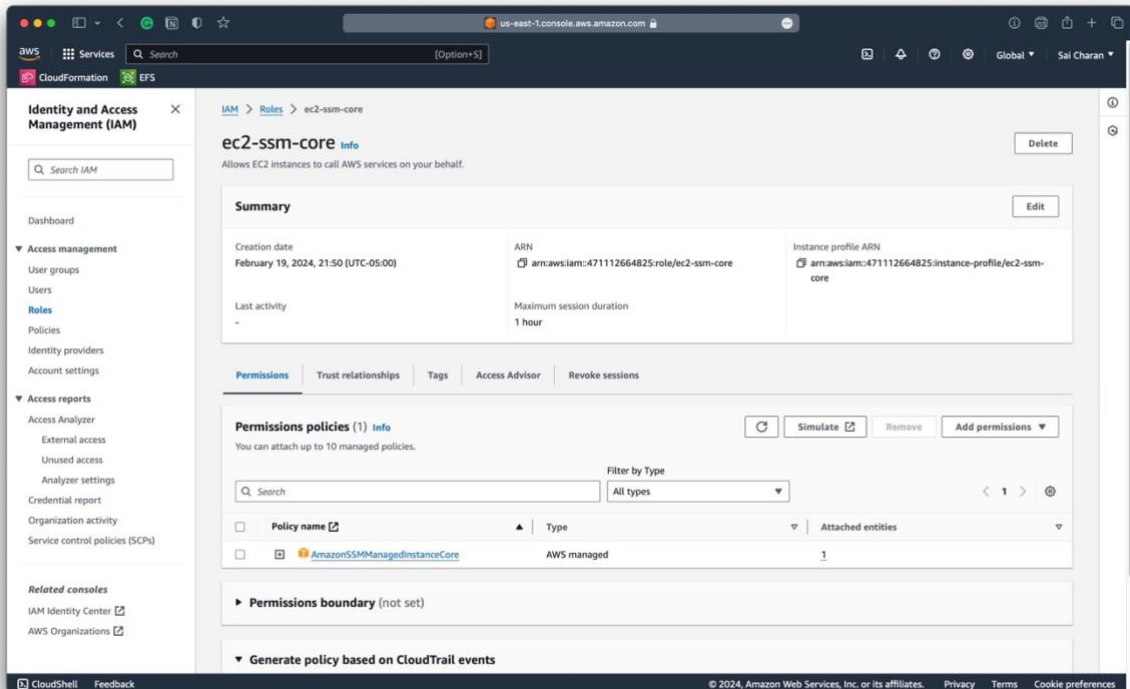 us-east-1.console.aws.amazon.com
aws
Services
Search
[Option+S]
Global
Sai Charan
CloudFormation
EFS
Identity and Access Management (IAM)
Search IAM
Dashboard
Access management
User groups
Users
Roles
Policies
Identity providers
Account settings
Access reports
Access Analyzer
External access
Unused access
Analyzer settings
Credential report
Organization activity
Service control policies (SCPs)
Related consoles
IAM Identity Center
AWS Organizations
IAM > Roles > ec2-ssm-core
ec2-ssm-core Info
Delete
Allows EC2 instances to call AWS services on your behalf.
Summary
Edit
Creation date
February 19, 2024, 21:50 (UTC-05:00)
ARN
arn:aws:iam::471112664825:role/ec2-ssm-core
Instance profile ARN
arn:aws:iam::471112664825:instance-profile/ec2-ssm-
core
Last activity
-
Maximum session duration
1 hour
Permissions
Trust relationships
Tags
Access Advisor
Revoke sessions
Permissions policies (1) Info
You can attach up to 10 managed policies.
Simulate
Remove
Add permissions
Filter by Type
Search
All types
1
Policy name
Type
Attached entities
AmazonSSMManagedInstanceCore
AWS managed
1
Permissions boundary (not set)
Generate policy based on CloudTrail events
CloudShell
Feedback
© 2024, Amazon Web Services, Inc. or its affiliates.
Privacy
Terms
Cookie preferences